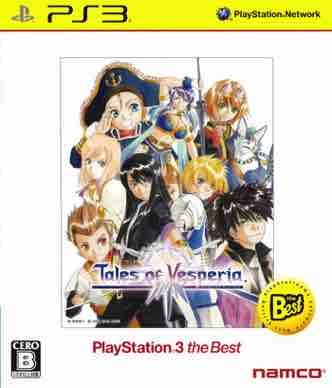 PS3
PlayStation Network
Tales of Vesperia
the
Best
CERO
B
PlayStation 3 the Best
namco